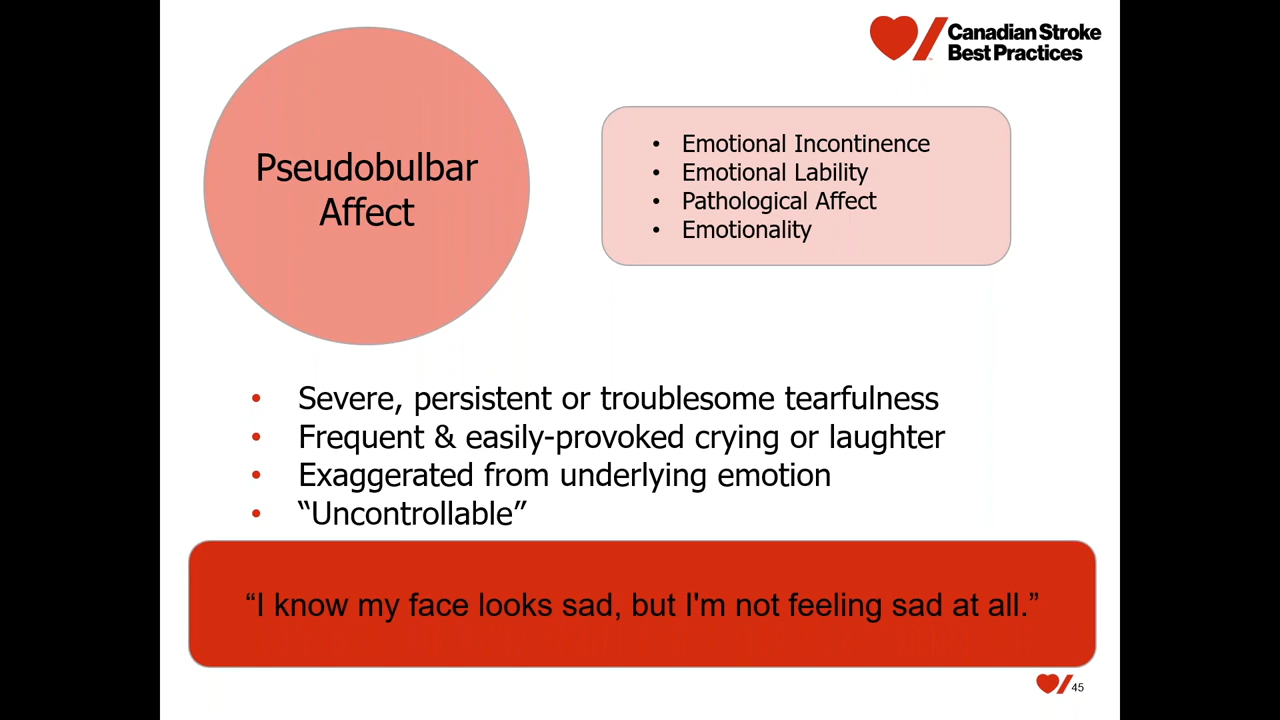 Canadian Stroke
Best Practices
Pseudobulbar
Affect
• Emotional Incontinence
• Emotional Lability
• Pathological Affect
• Emotionality
• Severe, persistent or troublesome tearfulness
• Frequent & easily-provoked crying or laughter
• Exaggerated from underlying emotion
• “Uncontrollable”
“I know my face looks sad, but I'm not feeling sad at all.”
45